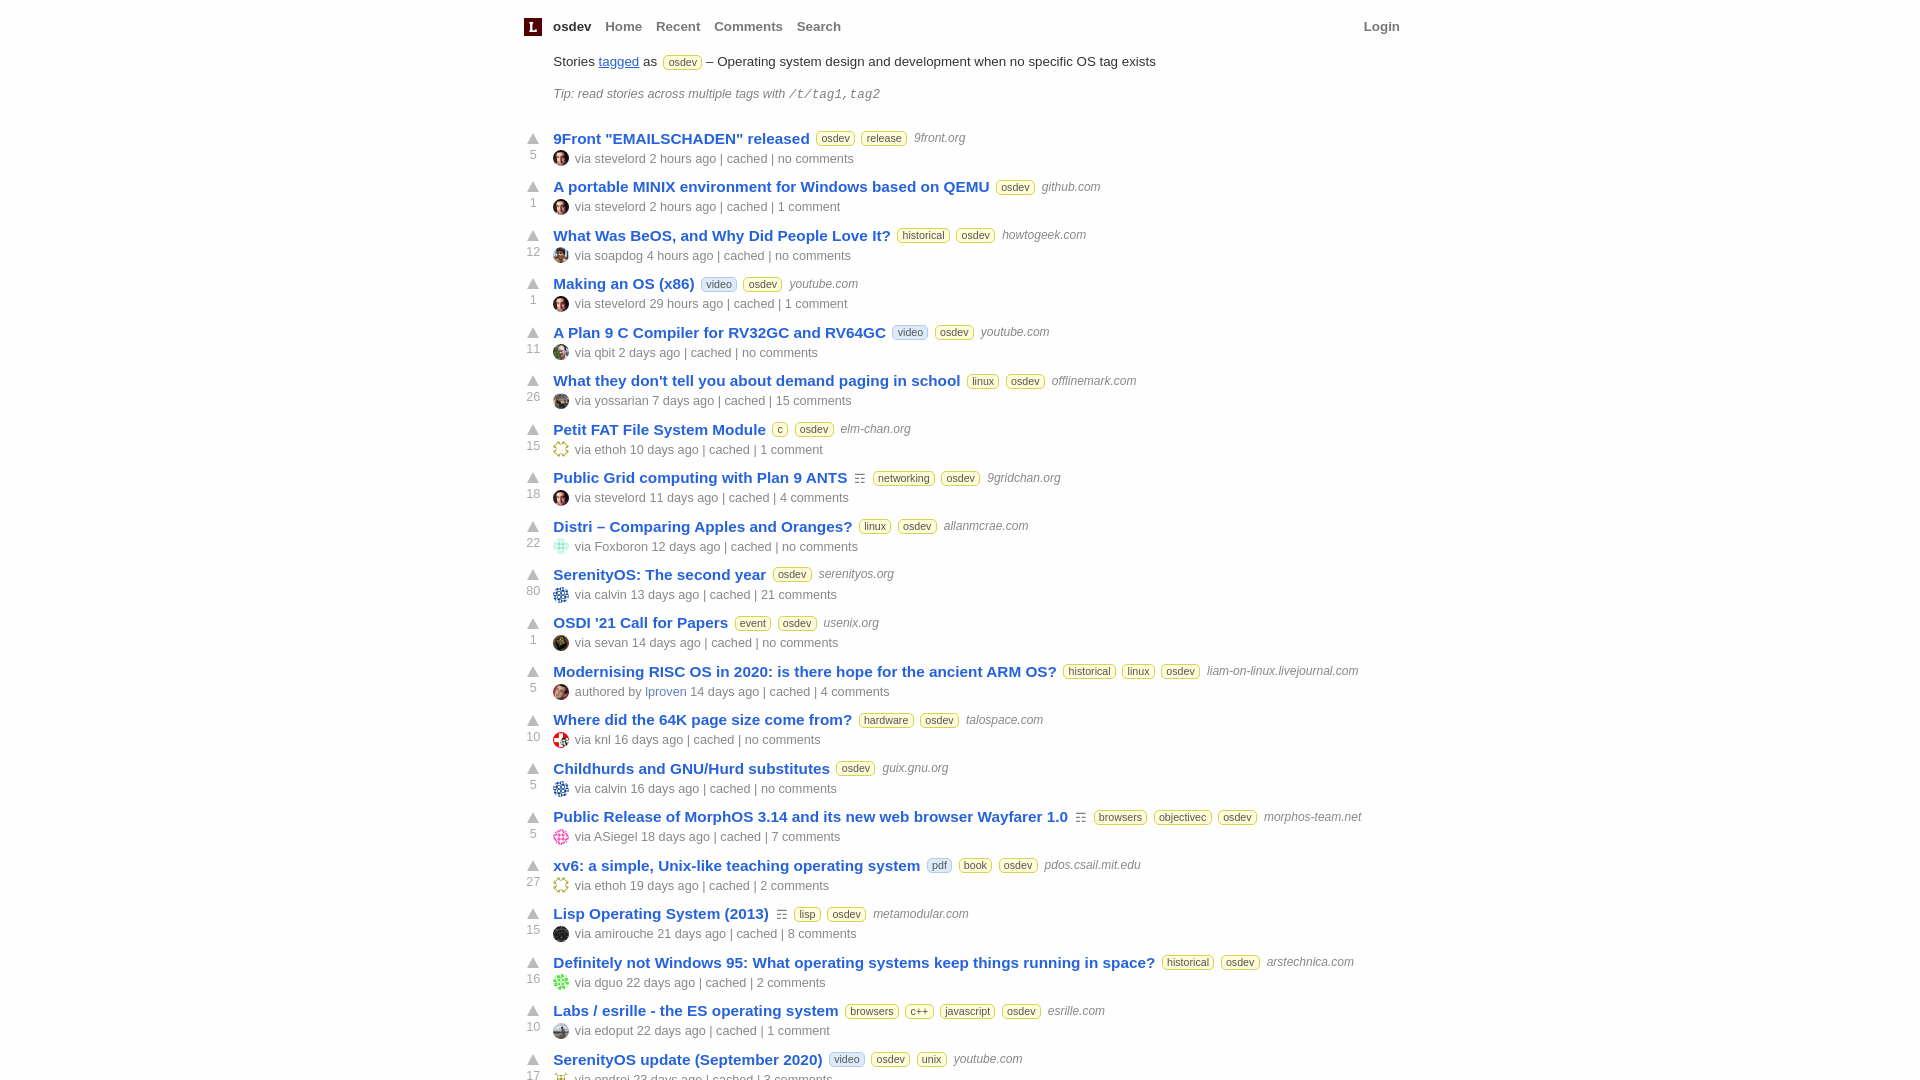 L osdev Home Recent Comments Search Login
Stories tagged as osdev – Operating system design and development when no specific OS tag exists
Tip: read stories across multiple tags with /t/tag1,tag2
9Front "EMAILSCHADEN" released osdev release 9front.org
5 via stevelord 2 hours ago | cached | no comments
A portable MINIX environment for Windows based on QEMU osdev github.com
1 via stevelord 2 hours ago | cached | 1 comment
What Was BeOS, and Why Did People Love It? historical osdev howtogeek.com
12 via soapdog 4 hours ago | cached | no comments
Making an OS (x86) video osdev youtube.com
1 via stevelord 29 hours ago | cached | 1 comment
A Plan 9 C Compiler for RV32GC and RV64GC video osdev youtube.com
11 via qbit 2 days ago | cached | no comments
What they don't tell you about demand paging in school linux osdev offlinemark.com
26 via yossarian 7 days ago | cached | 15 comments
Petit FAT File System Module c osdev elm-chan.org
15 via ethoh 10 days ago | cached | 1 comment
Public Grid computing with Plan 9 ANTS ☶ networking osdev 9gridchan.org
18 via stevelord 11 days ago | cached | 4 comments
Distri – Comparing Apples and Oranges? linux osdev allanmcrae.com
22 via Foxboron 12 days ago | cached | no comments
SerenityOS: The second year osdev serenityos.org
80 via calvin 13 days ago | cached | 21 comments
OSDI '21 Call for Papers event osdev usenix.org
1 via sevan 14 days ago | cached | no comments
Modernising RISC OS in 2020: is there hope for the ancient ARM OS? historical linux osdev liam-on-linux.livejournal.com
5 authored by lproven 14 days ago | cached | 4 comments
Where did the 64K page size come from? hardware osdev talospace.com
10 via knl 16 days ago | cached | no comments
Childhurds and GNU/Hurd substitutes osdev guix.gnu.org
5 via calvin 16 days ago | cached | no comments
Public Release of MorphOS 3.14 and its new web browser Wayfarer 1.0 ☶ browsers objectivec osdev morphos-team.net
5 via ASiegel 18 days ago | cached | 7 comments
xv6: a simple, Unix-like teaching operating system pdf book osdev pdos.csail.mit.edu
27 via ethoh 19 days ago | cached | 2 comments
Lisp Operating System (2013) ☶ lisp osdev metamodular.com
15 via amirouche 21 days ago | cached | 8 comments
Definitely not Windows 95: What operating systems keep things running in space? historical osdev arstechnica.com
16 via dguo 22 days ago | cached | 2 comments
Labs / esrille - the ES operating system browsers c++ javascript osdev esrille.com
10 via edoput 22 days ago | cached | 1 comment
SerenityOS update (September 2020) video osdev unix youtube.com
17 via endrej 23 days ago | cached | 3 comments